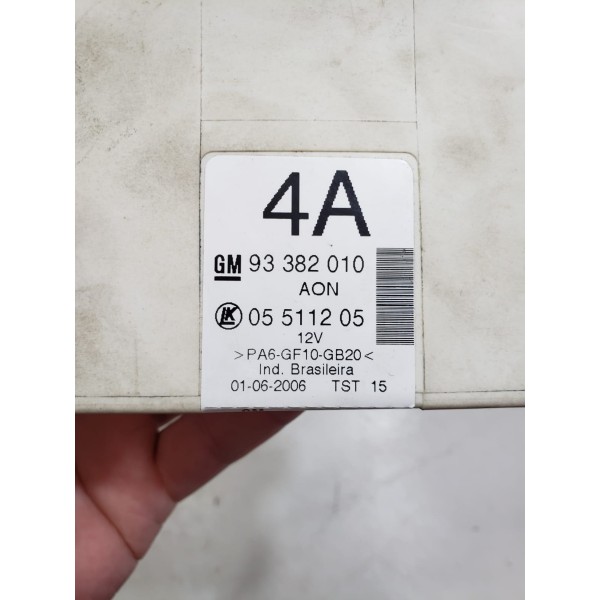 4A
GM 93 382 010
AON
LK 05 5112 05
12V
>PA6-GF10-GB20<
Ind. Brasileira
01-06-2006 TST 15